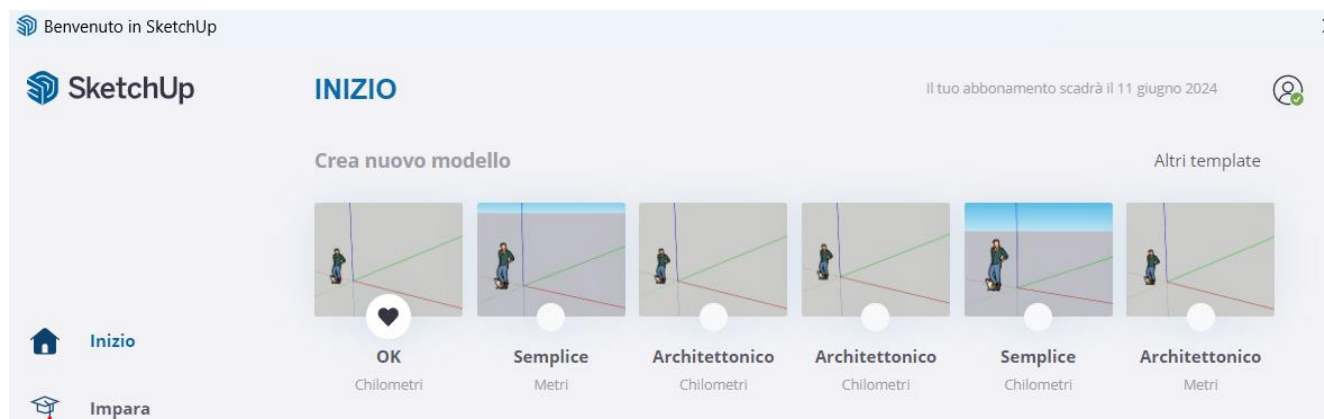 Benvenuto in SketchUp
SketchUp
INIZIO
Il tuo abbonamento scadrà il 11 giugno 2024
Crea nuovo modello
Altri template
OK
Semplice
Architettonico
Architettonico
Semplice
Architettonico
Chilometri
Metri
Chilometri
Chilometri
Chilometri
Metri
Inizio
Impara